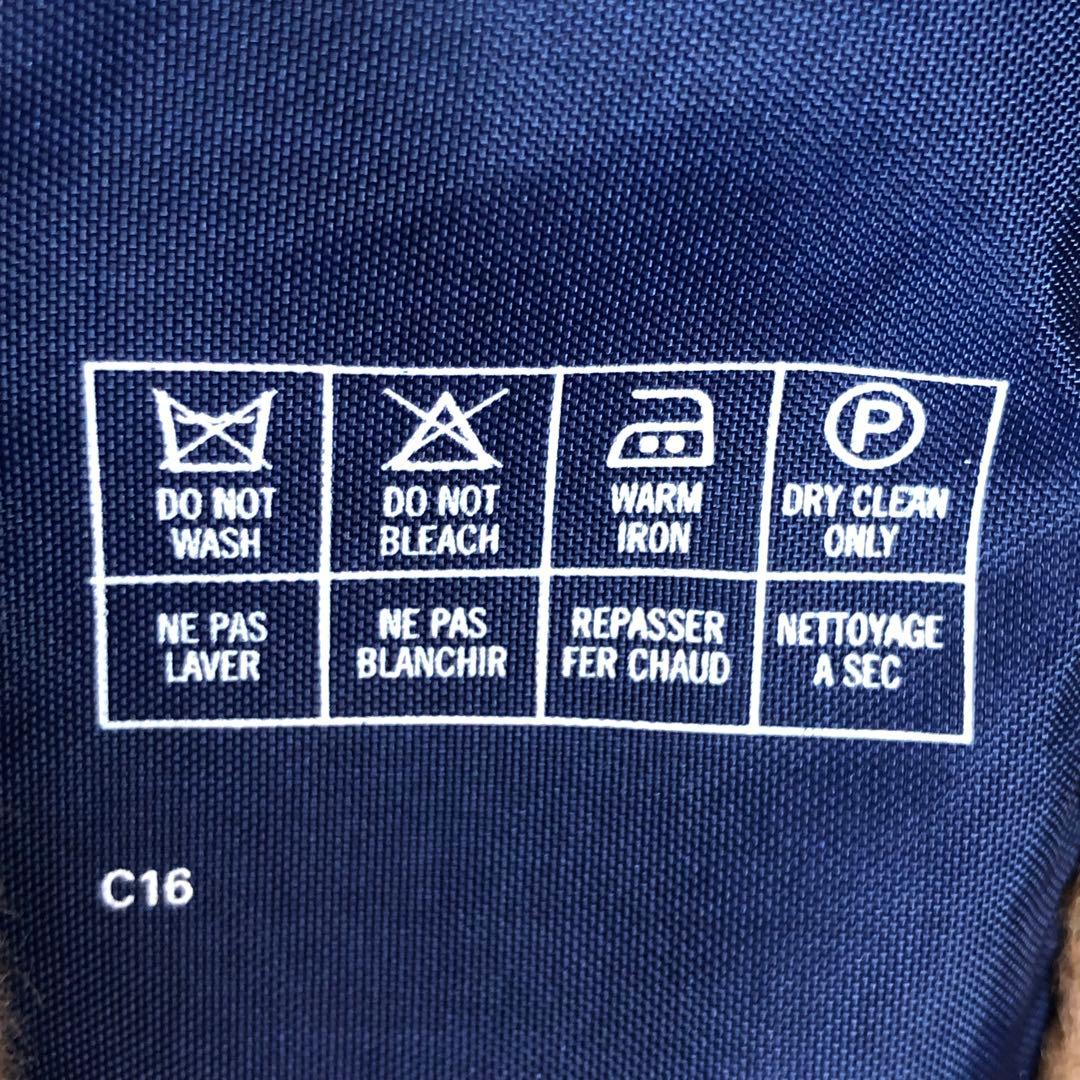 P
DO NOT
WASH
DO NOT
BLEACH
WARM
IRON
DRY CLEAN
ONLY
NE PAS
LAVER
NE PAS
BLANCHIR
REPASSER
FER CHAUD
NETTOYAGE
A SEC
C16